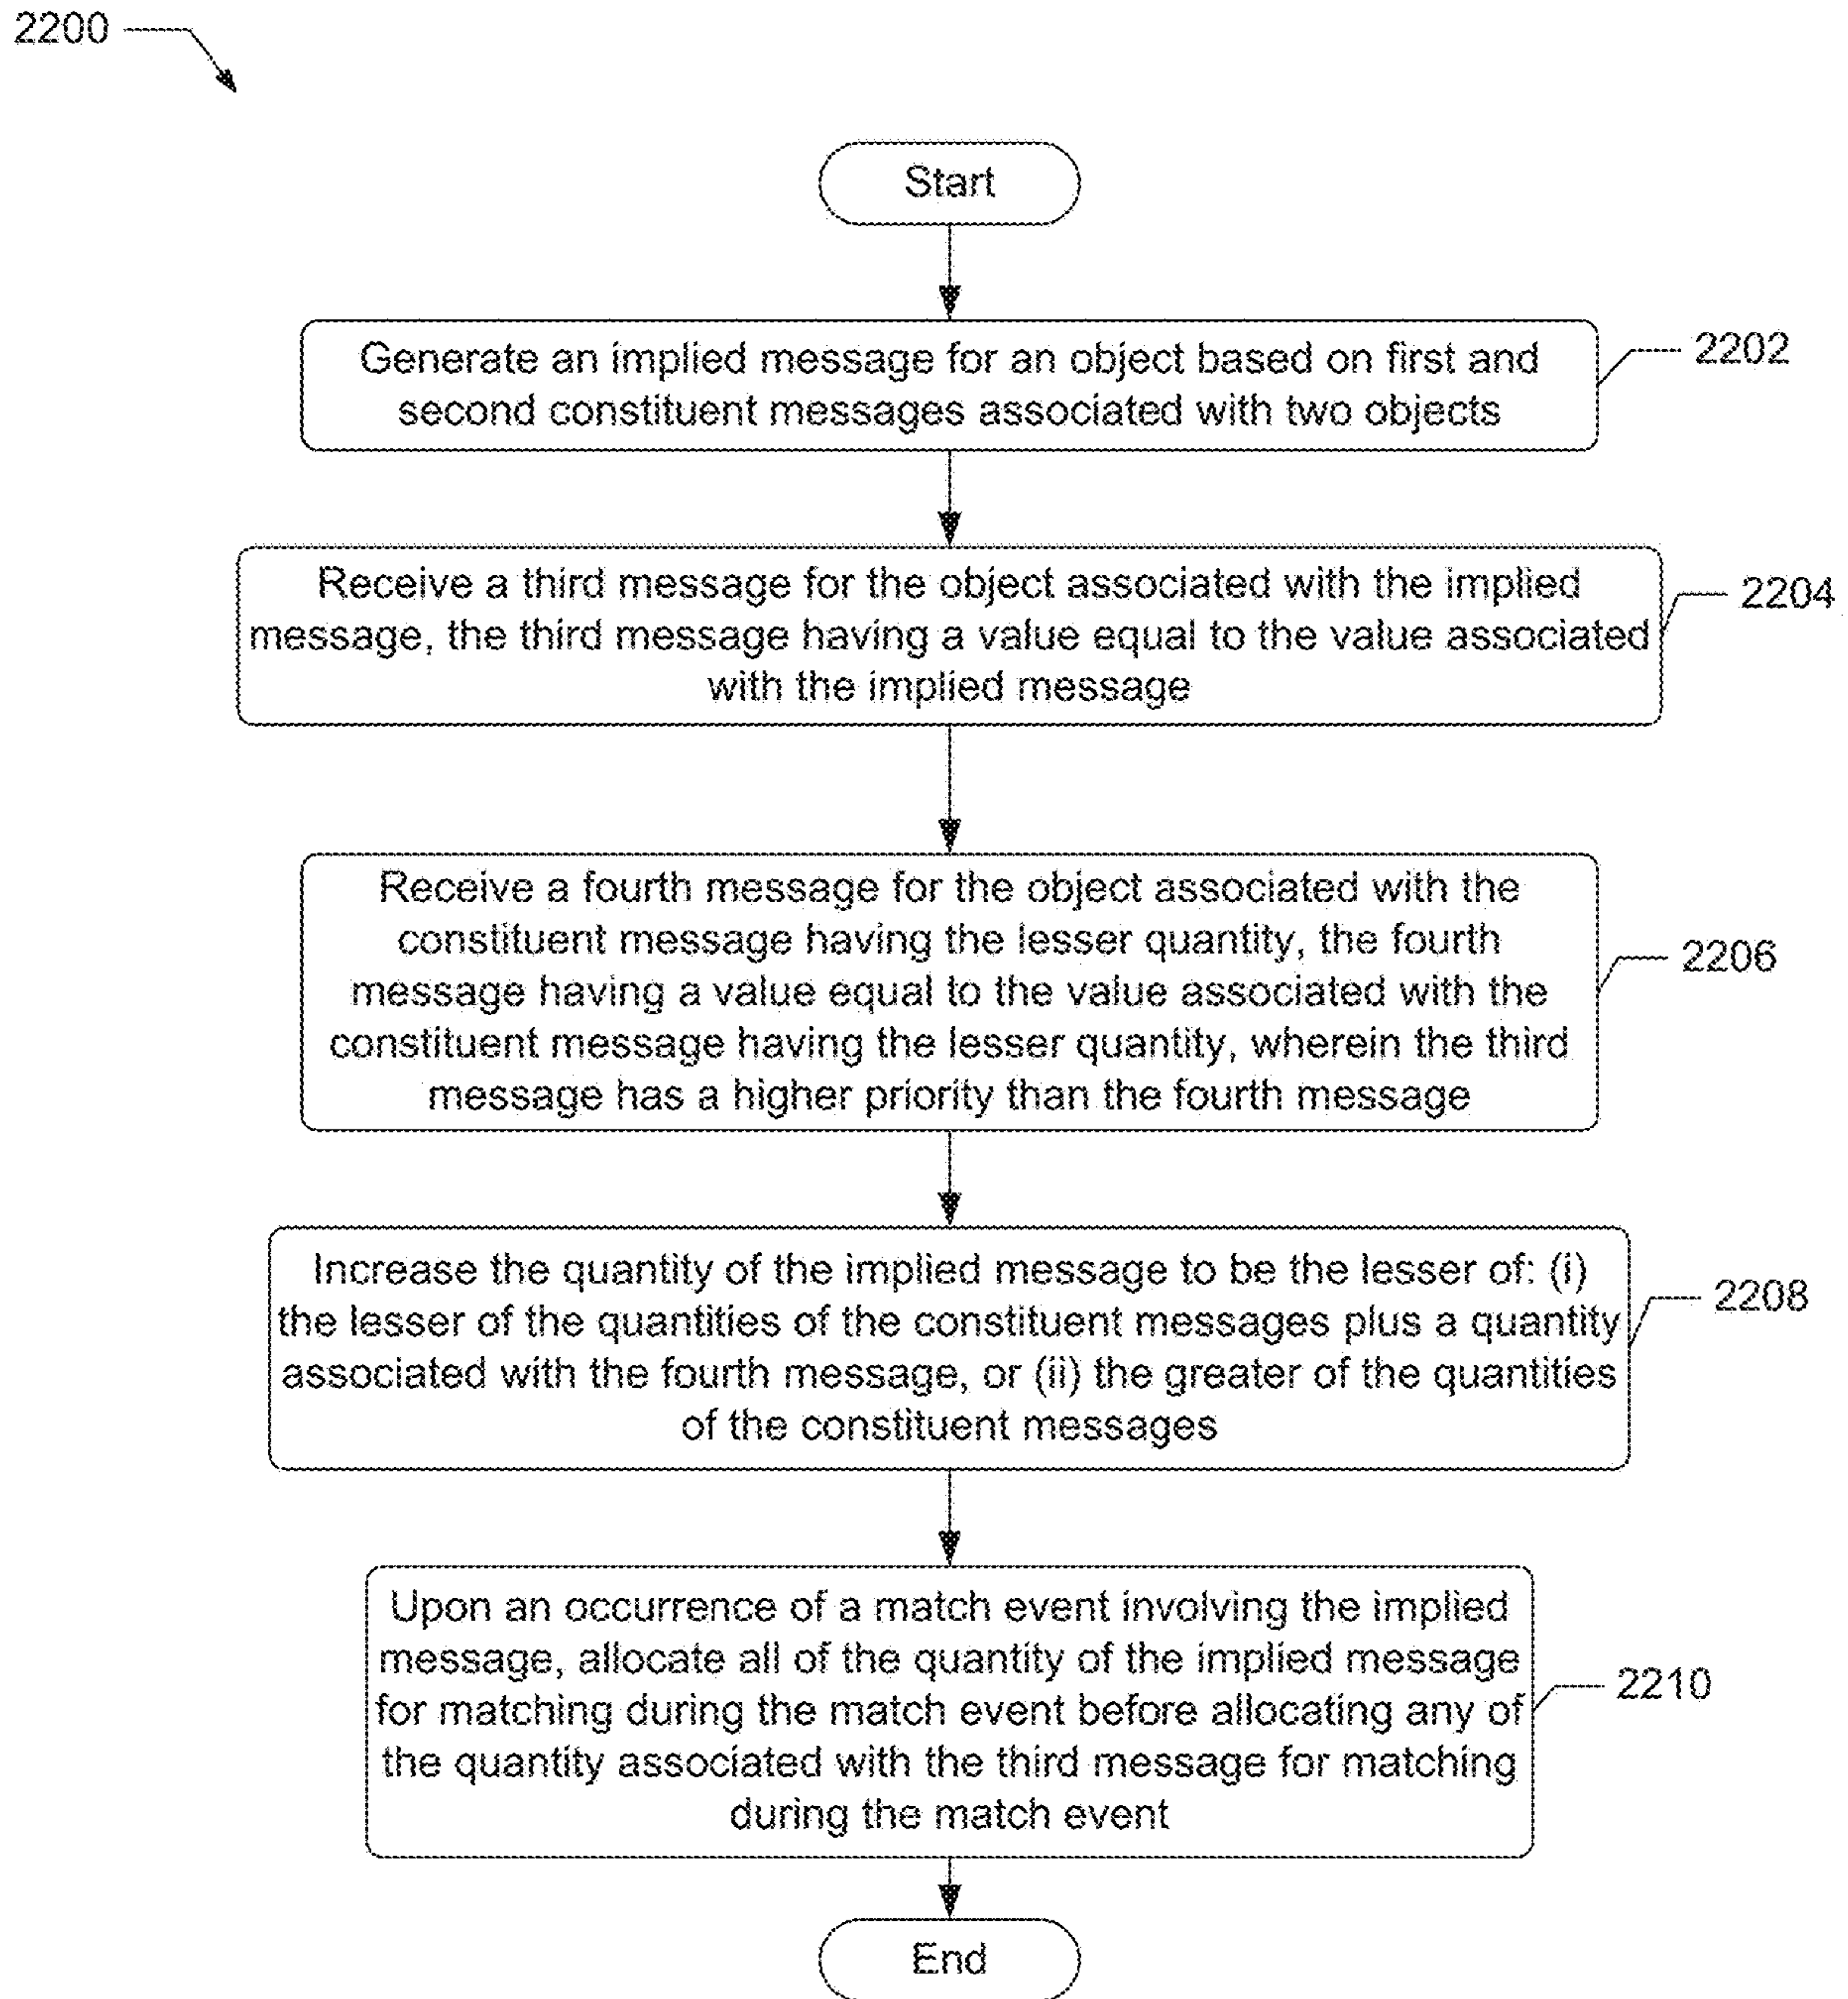 2200
Start
Generate an implied message for an object based on first and
second constituent messages associated with two objects
2202
Receive a third message for the object associated with the implied
message, the third message having a value equal to the value associated
with the implied message
2204
Receive a fourth message for the object associated with the
constituent message having the lesser quantity, the fourth
message having a value equal to the value associated with the
constituent message having the lesser quantity, wherein the third
message has a higher priority than the fourth message
2206
Increase the quantity of the implied message to be the lesser of: (i)
the lesser of the quantities of the constituent messages plus a quantity
associated with the fourth message, or (ii) the greater of the quantities
of the constituent messages
2208
Upon an occurrence of a match event involving the implied
message, allocate all of the quantity of the implied message
for matching during the match event before allocating any of
the quantity associated with the third message for matching
during the match event
2210
End